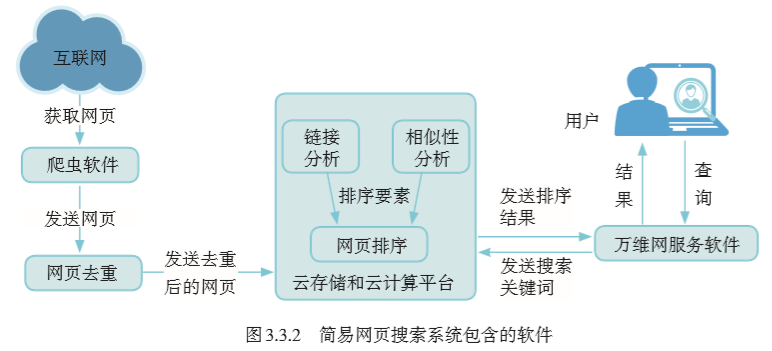 互联网
获取网页
爬虫软件
发送网页
网页去重
发送去重
后的网页
链接
分析
相似性
分析
排序要素
网页排序
云存储和云计算平台
发送排序
结果
发送搜索
关键词
用户
结
果
查
询
万维网服务软件
图3.3.2 简易网页搜索系统包含的软件